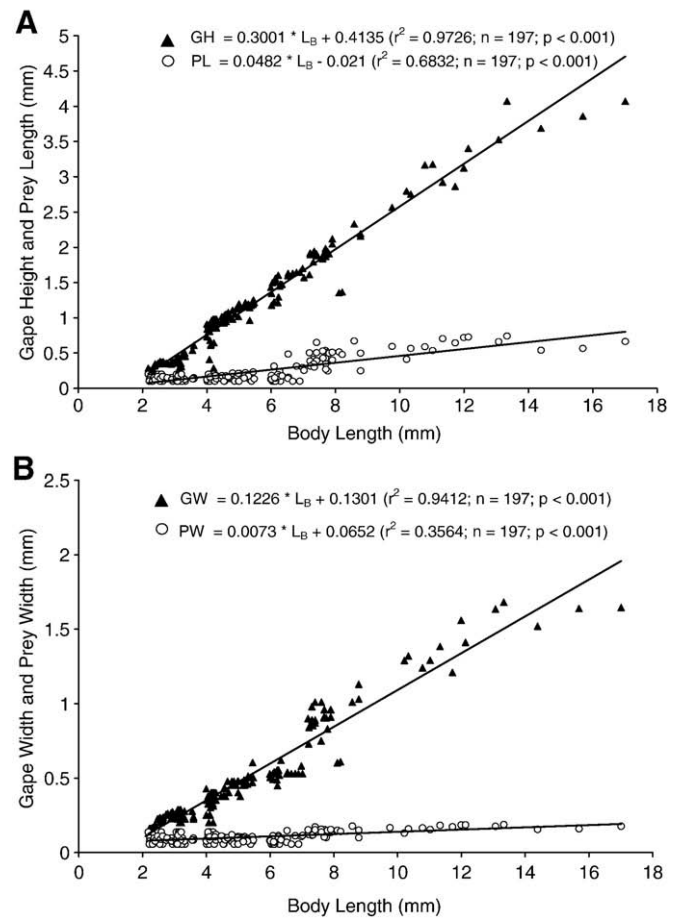 A
GH = 0.3001 * L_B + 0.4135 (r² = 0.9726; n = 197; p < 0.001)
PL = 0.0482 * L_B - 0.021 (r² = 0.6832; n = 197; p < 0.001)
Gape Height and Prey Length (mm)
5
4.5
4
3.5
3
2.5
2
1.5
1
0.5
0
0 2 4 6 8 10 12 14 16 18
Body Length (mm)
B
GW = 0.1226 * L_B + 0.1301 (r² = 0.9412; n = 197; p < 0.001)
PW = 0.0073 * L_B + 0.0652 (r² = 0.3564; n = 197; p < 0.001)
Gape Width and Prey Width (mm)
2.5
2
1.5
1
0.5
0
0 2 4 6 8 10 12 14 16 18
Body Length (mm)